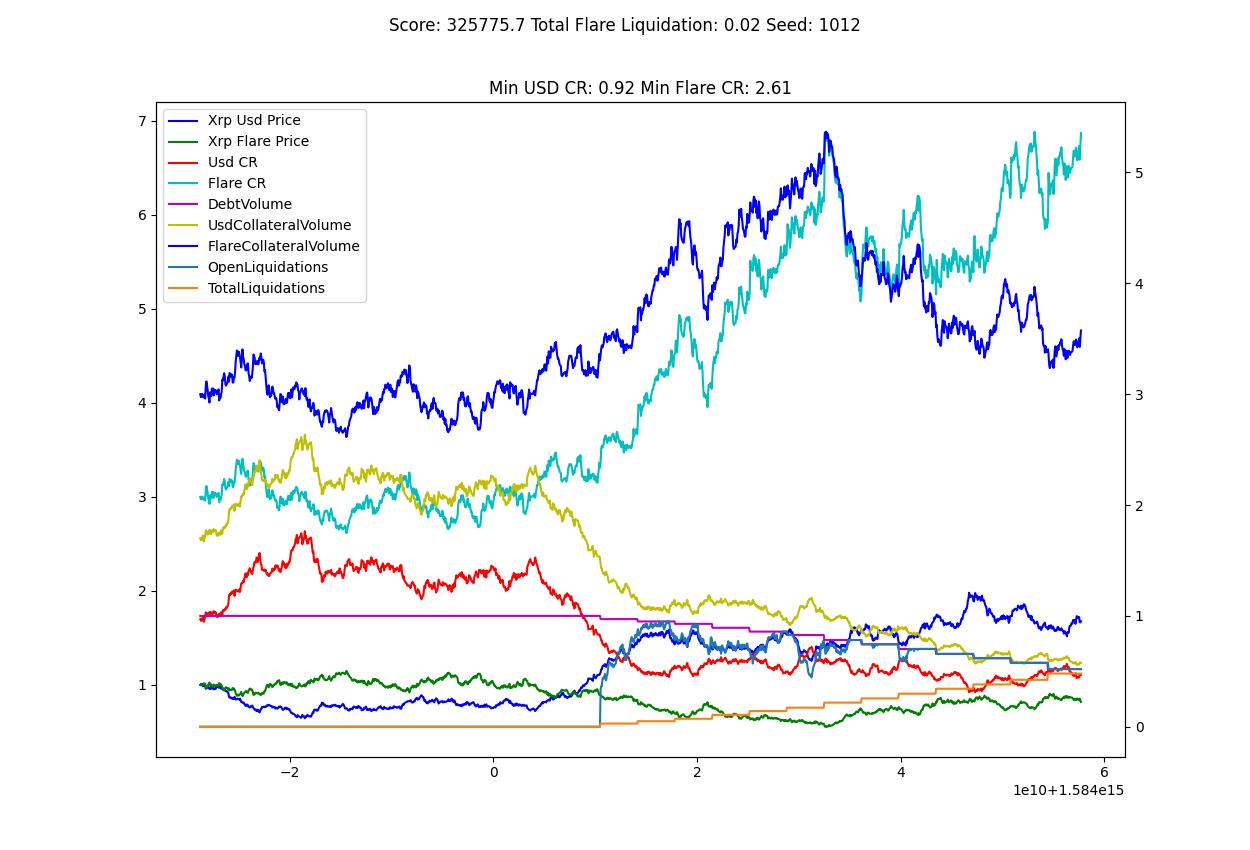 Score: 325775.7 Total Flare Liquidation: 0.02 Seed: 1012
Min USD CR: 0.92 Min Flare CR: 2.61
Xrp Usd Price
Xrp Flare Price
Usd CR
Flare CR
DebtVolume
UsdCollateralVolume
FlareCollateralVolume
OpenLiquidations
TotalLiquidations
7
6
5
4
3
2
1
5
4
3
2
1
0
−2
0
2
4
6
1e10+1.584e15